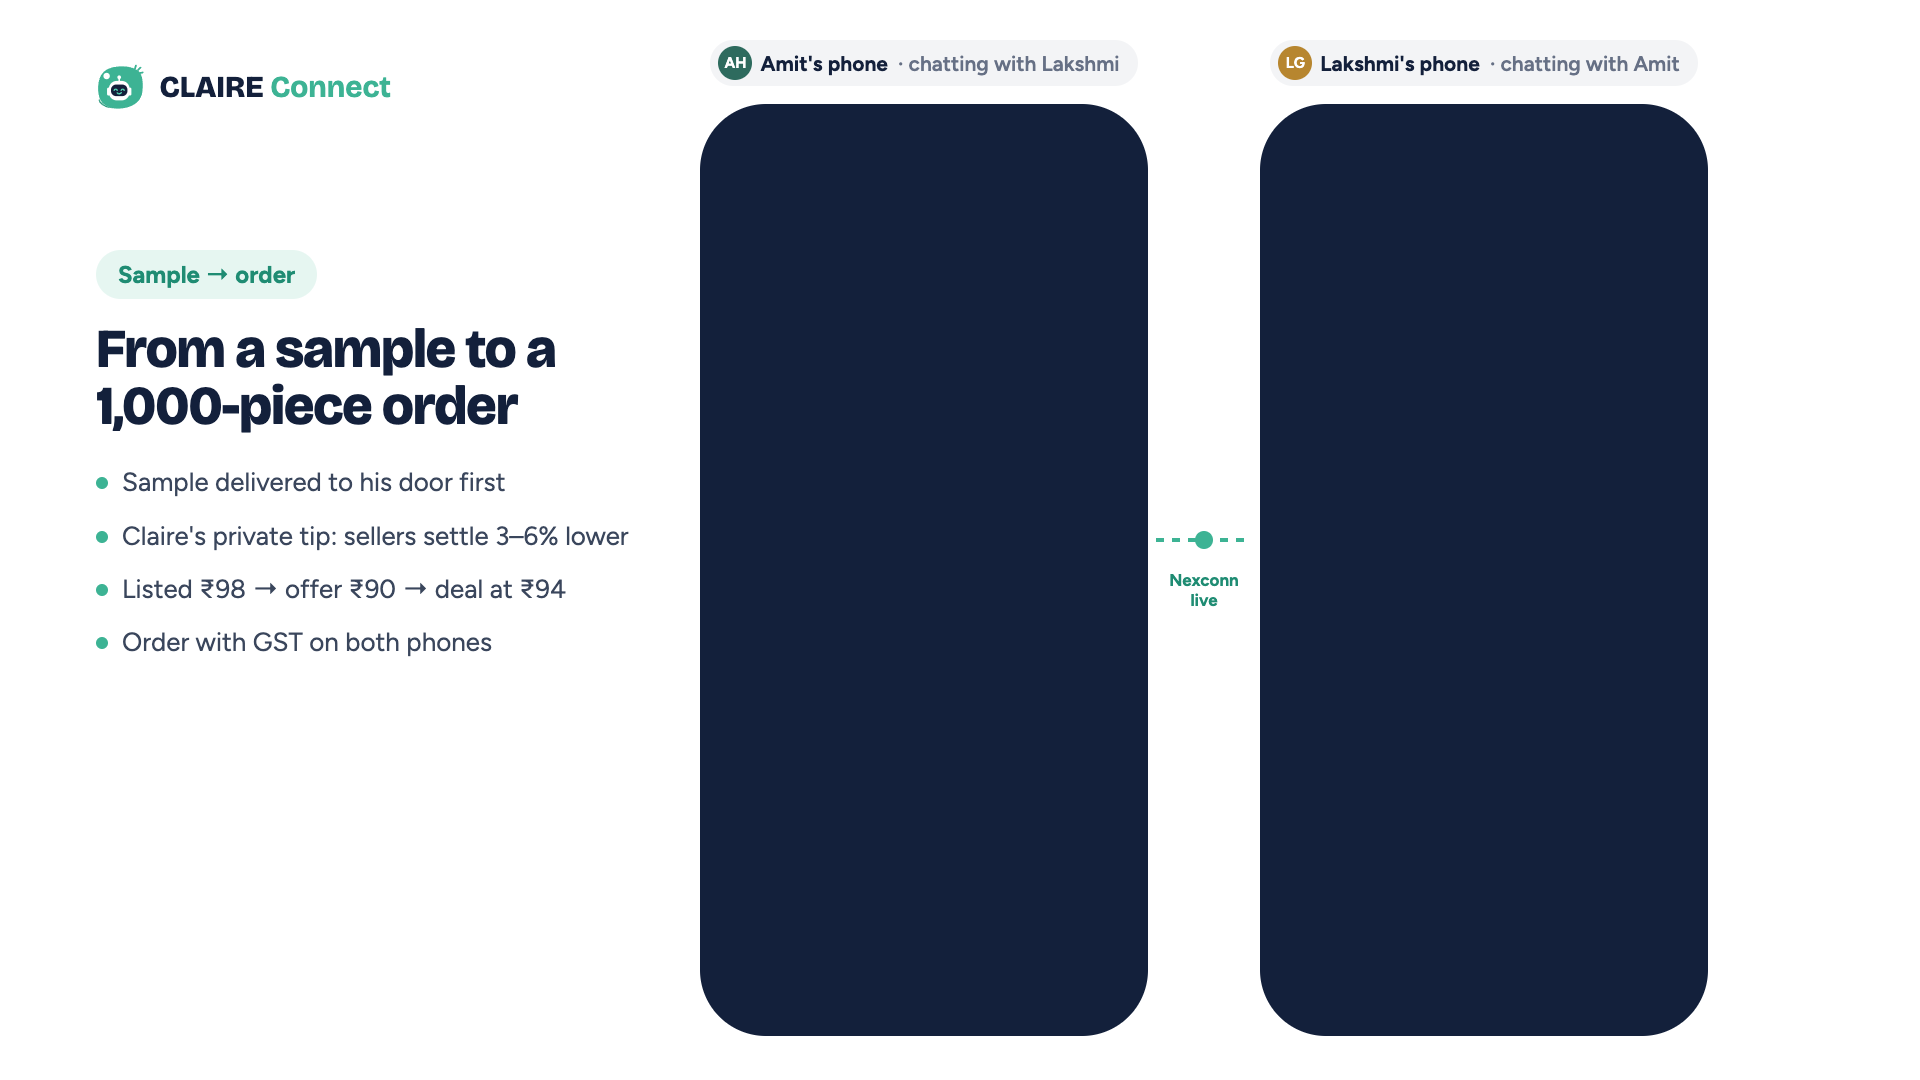 CLAIRE Connect
Sample → order
From a sample to a
1,000-piece order
Sample delivered to his door first
Claire's private tip: sellers settle 3–6% lower
Listed ₹98 → offer ₹90 → deal at ₹94
Order with GST on both phones
AH Amit's phone · chatting with Lakshmi
Nexconn
live
LG Lakshmi's phone · chatting with Amit